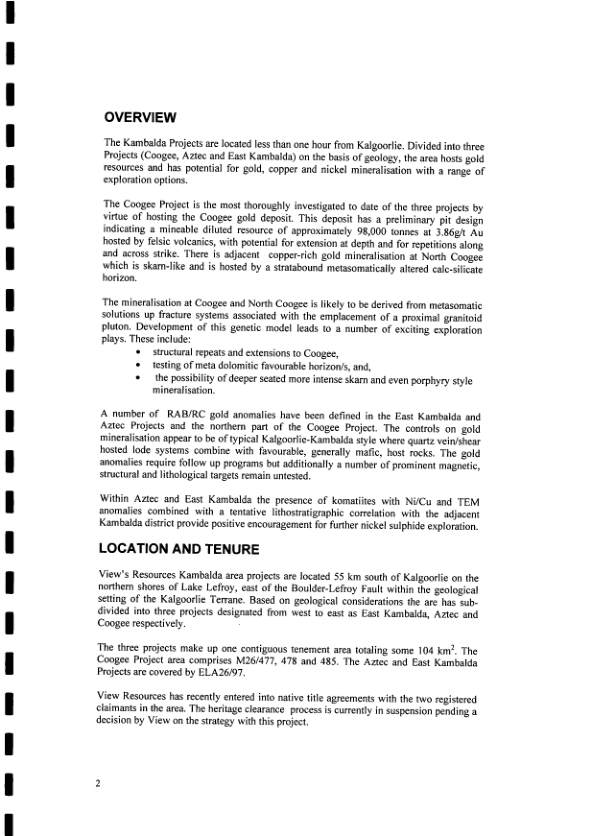 OVERVIEW
The Kambalda Projects are located less than one hour from Kalgoorlie. Divided into three
Projects (Coogee, Aztec and East Kambalda) on the basis of geology, the area hosts gold
resources and has potential for gold, copper and nickel mineralisation with a range of
exploration options.
The Coogee Project is the most thoroughly investigated to date of the three projects by
virtue of hosting the Coogee gold deposit. This deposit has a preliminary pit design
indicating a mineable diluted resource of approximately 98,000 tonnes at 3.86g/t Au
hosted by felsic volcanics, with potential for extension at depth and for repetitions along
and across strike. There is adjacent copper-rich gold mineralisation at North Coogee
which is skarn-like and is hosted by a stratabound metasomatically altered calc-silicate
horizon.
The mineralisation at Coogee and North Coogee is likely to be derived from metasomatic
solutions up fracture systems associated with the emplacement of a proximal granitoid
pluton. Development of this genetic model leads to a number of exciting exploration
plays. These include:
• structural repeats and extensions to Coogee,
• testing of meta dolomitic favourable horizon/s, and,
• the possibility of deeper seated more intense skarn and even porphyry style
mineralisation.
A number of RAB/RC gold anomalies have been defined in the East Kambalda and
Aztec Projects and the northern part of the Coogee Project. The controls on gold
mineralisation appear to be of typical Kalgoorlie-Kambalda style where quartz vein/shear
hosted lode systems combine with favourable, generally mafic, host rocks. The gold
anomalies require follow up programs but additionally a number of prominent magnetic,
structural and lithological targets remain untested.
Within Aztec and East Kambalda the presence of komatiites with Ni/Cu and TEM
anomalies combined with a tentative lithostratigraphic correlation with the adjacent
Kambalda district provide positive encouragement for further nickel sulphide exploration.
LOCATION AND TENURE
View's Resources Kambalda area projects are located 55 km south of Kalgoorlie on the
northern shores of Lake Lefroy, east of the Boulder-Lefroy Fault within the geological
setting of the Kalgoorlie Terrane. Based on geological considerations the are has sub-
divided into three projects designated from west to east as East Kambalda, Aztec and
Coogee respectively.
The three projects make up one contiguous tenement area totaling some 104 km². The
Coogee Project area comprises M26/477, 478 and 485. The Aztec and East Kambalda
Projects are covered by ELA26/97.
View Resources has recently entered into native title agreements with the two registered
claimants in the area. The heritage clearance process is currently in suspension pending a
decision by View on the strategy with this project.
2